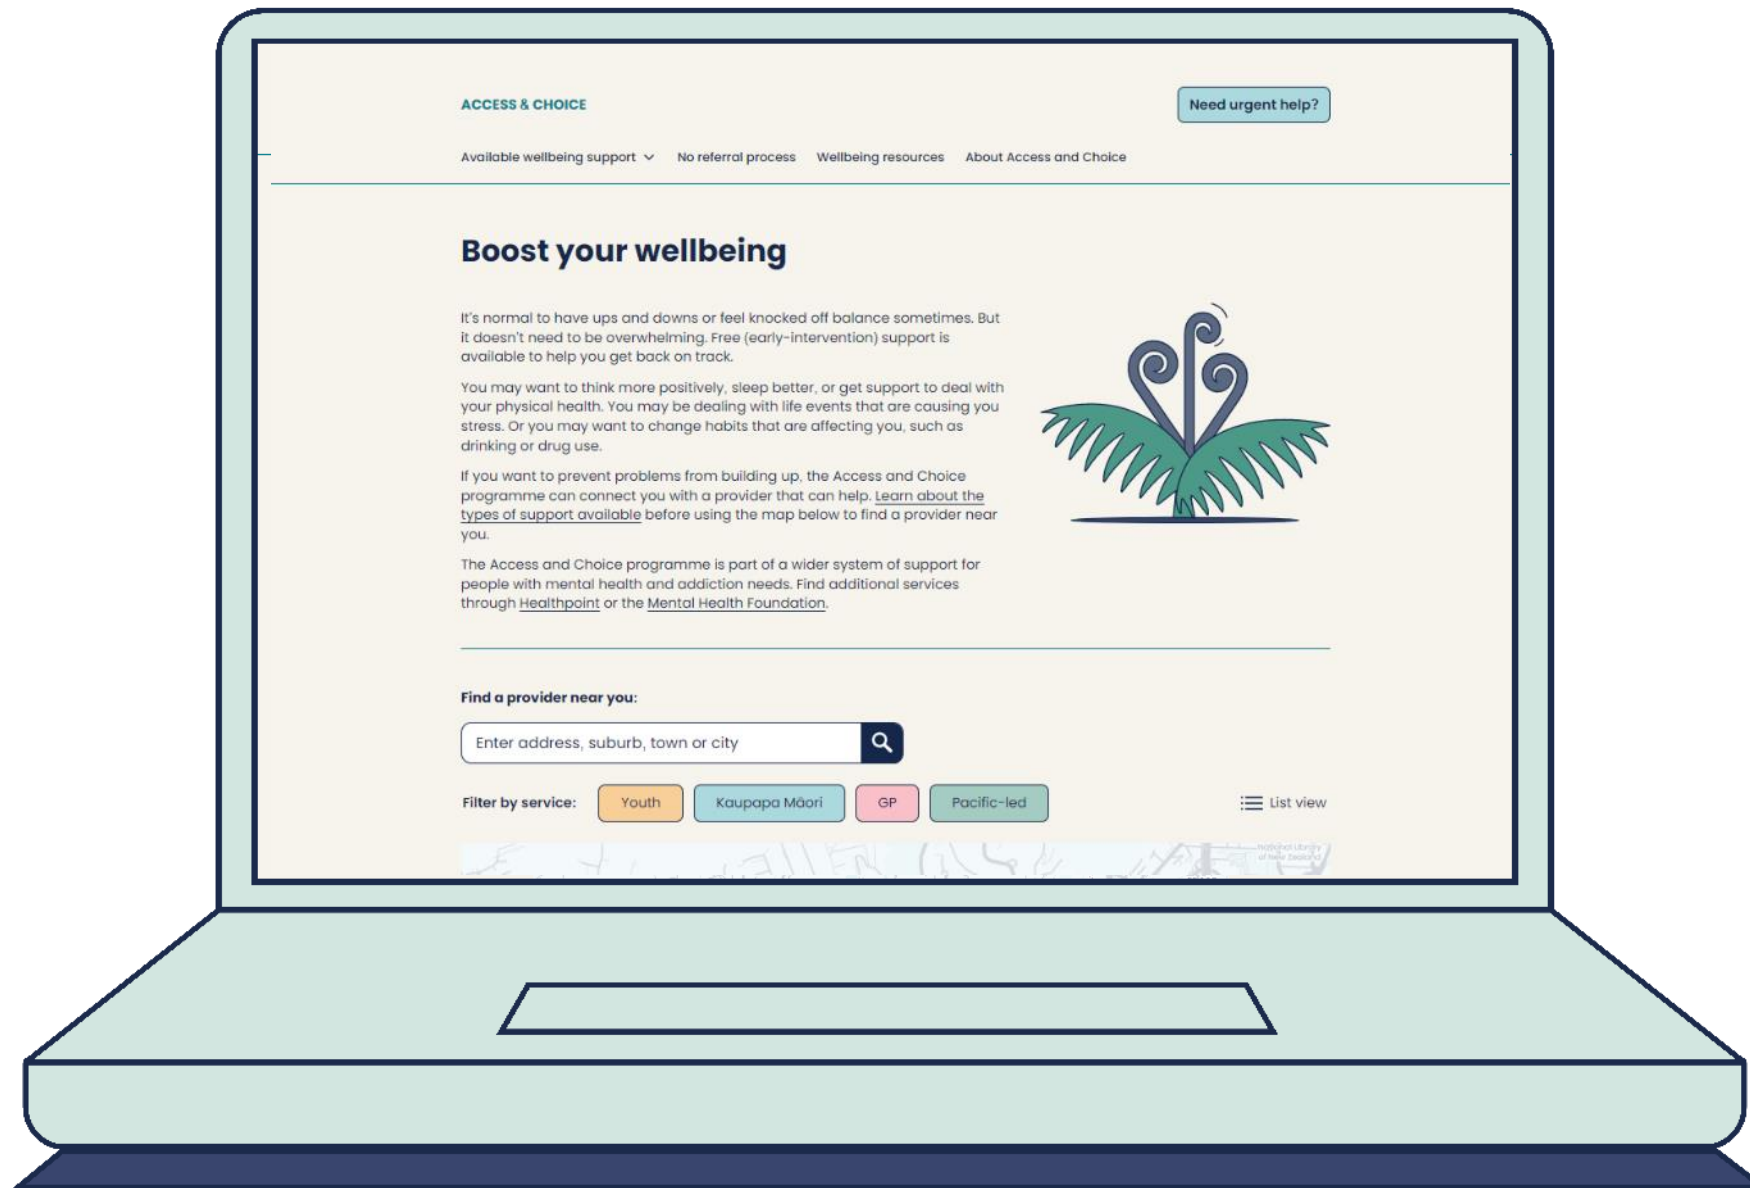 ACCESS & CHOICE
Need urgent help?
Available wellbeing support
No referral process
Wellbeing resources
About Access and Choice
Boost your wellbeing
It's normal to have ups and downs or feel knocked off balance sometimes. But
it doesn't need to be overwhelming. Free (early-intervention) support is
available to help you get back on track.
You may want to think more positively, sleep better, or get support to deal with
your physical health. You may be dealing with life events that are causing you
stress. Or you may want to change habits that are affecting you, such as
drinking or drug use.
If you want to prevent problems from building up, the Access and Choice
programme can connect you with a provider that can help. Learn about the
types of support available before using the map below to find a provider near
you.
The Access and Choice programme is part of a wider system of support for
people with mental health and addiction needs. Find additional services
through Healthpoint or the Mental Health Foundation.
Find a provider near you:
Enter address, suburb, town or city
Filter by service:
Youth
Kaupapa Māori
GP
Pacific-led
List view
National Library
of New Zealand